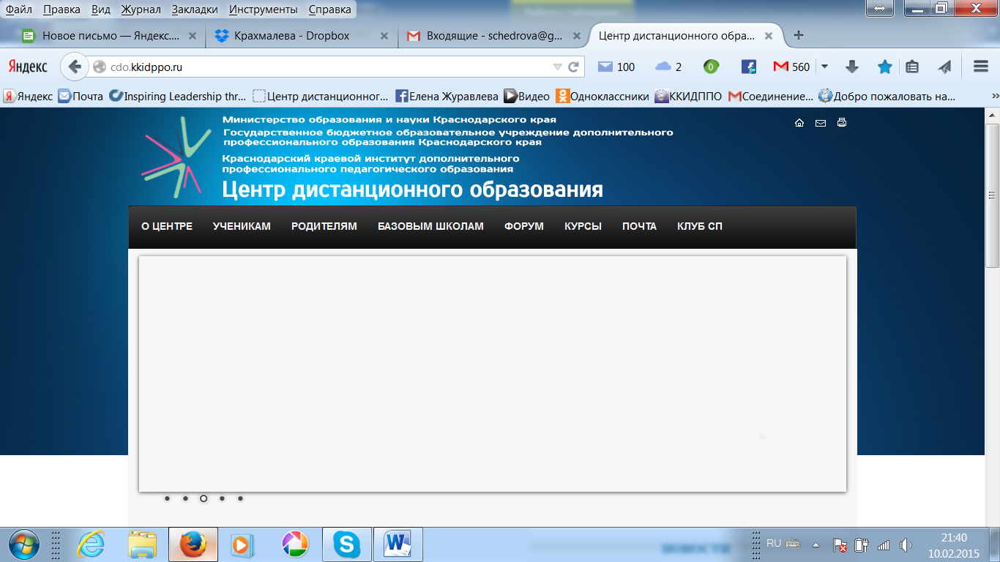 Файл Правка Вид Журнал Закладки Инструменты Справка
Новое письмо — Яндекс.... Крахмалева - Dropbox Входящие - schedrova@g... Центр дистанционного обра...
Яндекс cdo.kkidppo.ru 100 2 0 560
Яндекс Почта Inspiring Leadership thr... Центр дистанционног... Елена Журавлева Видео Одноклассники ККИДППО Соединение... Добро пожаловать на...
Министерство образования и науки Краснодарского края
Государственное бюджетное образовательное учреждение дополнительного
профессионального образования Краснодарского края
Краснодарский краевой институт дополнительного
профессионального педагогического образования
Центр дистанционного образования
О ЦЕНТРЕ УЧЕНИКАМ РОДИТЕЛЯМ БАЗОВЫМ ШКОЛАМ ФОРУМ КУРСЫ ПОЧТА КЛУБ СП
НОВОСТИ
RU 21:40
10.02.2015